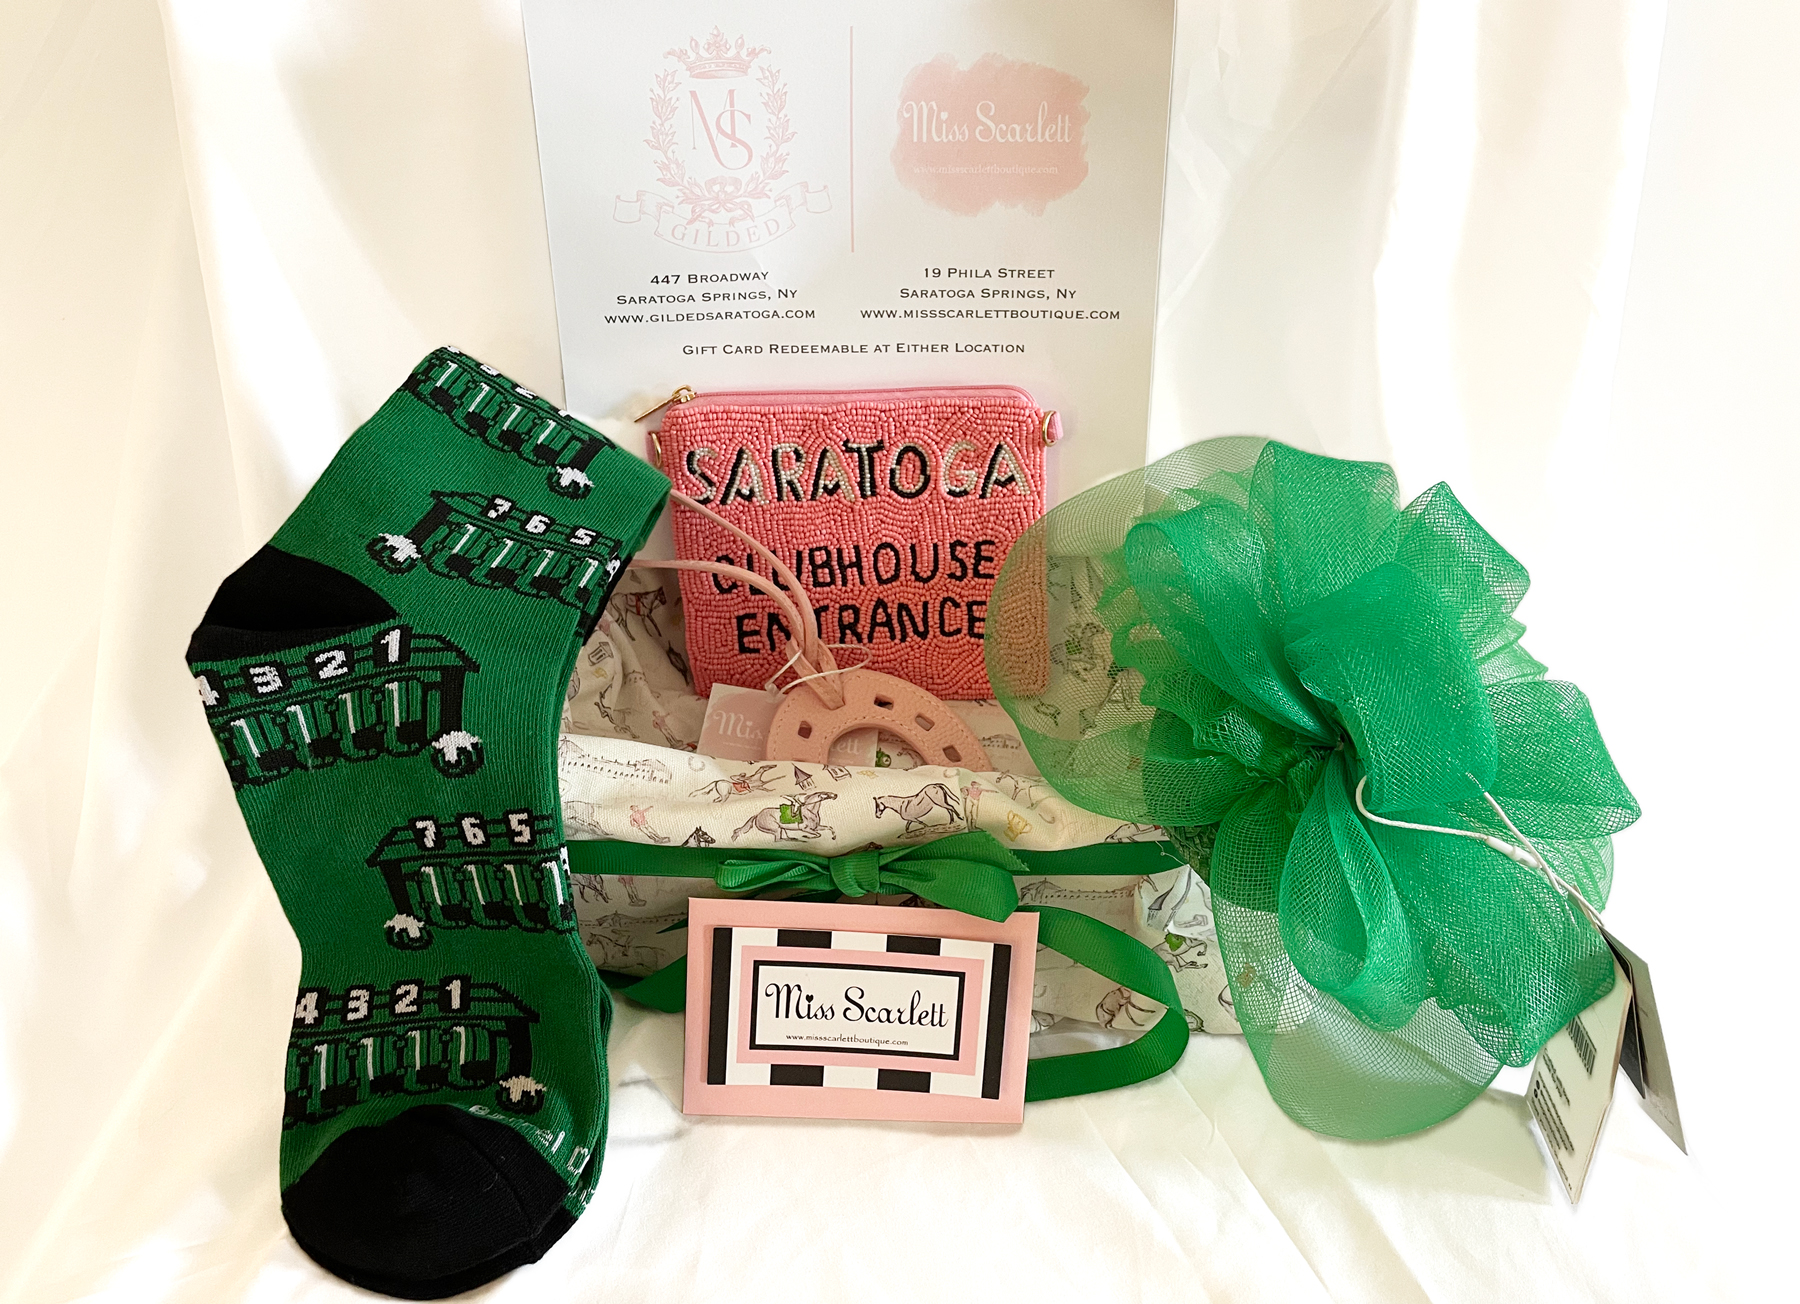 MS
GILDED
447 BROADWAY
SARATOGA SPRINGS, NY
WWW.GILDEDSARATOGA.COM
Miss Scarlett
www.missscarlettboutique.com
19 PHILA STREET
SARATOGA SPRINGS, NY
WWW.MISSSCARLETTBOUTIQUE.COM
GIFT CARD REDEEMABLE AT EITHER LOCATION
SARATOGA
CLUBHOUSE
ENTRANCE
7 6 5
4 3 2 1
7 6 5
4 3 2 1
Miss
Miss Scarlett
www.missscarlettboutique.com